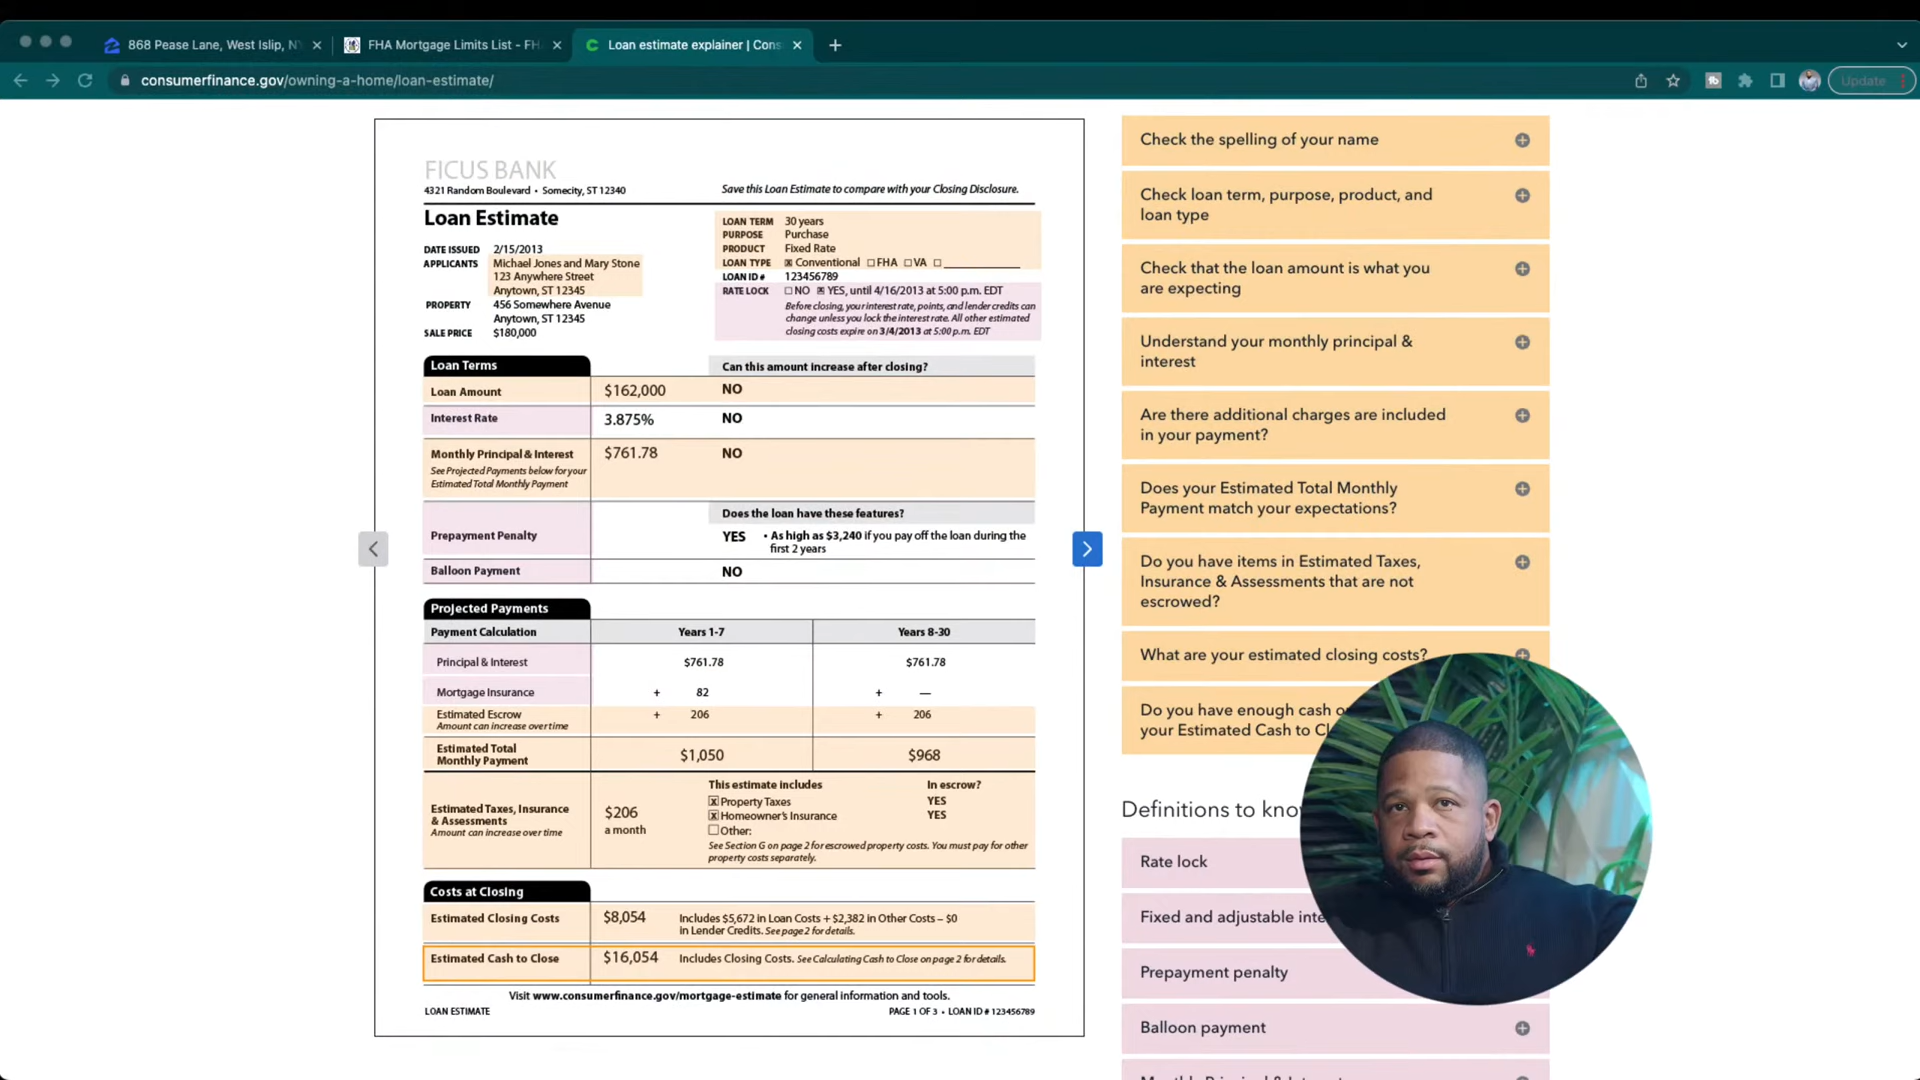 868 Pease Lane, West Islip, N
FHA Mortgage Limits List - FH
Loan estimate explainer | Cons
consumerfinance.gov/owning-a-home/loan-estimate/
Update
FICUS BANK
4321 Random Boulevard • Somecity, ST 12340
Save this Loan Estimate to compare with your Closing Disclosure.
Loan Estimate
DATE ISSUED 2/15/2013
APPLICANTS Michael Jones and Mary Stone
123 Anywhere Street
Anytown, ST 12345
PROPERTY 456 Somewhere Avenue
Anytown, ST 12345
SALE PRICE $180,000
LOAN TERM 30 years
PURPOSE Purchase
PRODUCT Fixed Rate
LOAN TYPE ☒ Conventional ☐ FHA ☐ VA ☐ ____________
LOAN ID # 123456789
RATE LOCK ☐ NO ☒ YES, until 4/16/2013 at 5:00 p.m. EDT
Before closing, your interest rate, points, and lender credits can
change unless you lock the interest rate. All other estimated
closing costs expire on 3/4/2013 at 5:00 p.m. EDT
Loan Terms Can this amount increase after closing?
Loan Amount $162,000 NO
Interest Rate 3.875% NO
Monthly Principal & Interest $761.78 NO
See Projected Payments below for your
Estimated Total Monthly Payment
Does the loan have these features?
Prepayment Penalty YES • As high as $3,240 if you pay off the loan during the
first 2 years
Balloon Payment NO
Projected Payments
Payment Calculation Years 1-7 Years 8-30
Principal & Interest $761.78 $761.78
Mortgage Insurance + 82 + —
Estimated Escrow + 206 + 206
Amount can increase over time
Estimated Total
Monthly Payment $1,050 $968
Estimated Taxes, Insurance
& Assessments
Amount can increase over time
$206
a month
This estimate includes In escrow?
☒ Property Taxes YES
☒ Homeowner's Insurance YES
☐ Other:
See Section G on page 2 for escrowed property costs. You must pay for other
property costs separately.
Costs at Closing
Estimated Closing Costs $8,054 Includes $5,672 in Loan Costs + $2,382 in Other Costs – $0
in Lender Credits. See page 2 for details.
Estimated Cash to Close $16,054 Includes Closing Costs. See Calculating Cash to Close on page 2 for details.
Visit www.consumerfinance.gov/mortgage-estimate for general information and tools.
LOAN ESTIMATE PAGE 1 OF 3 • LOAN ID # 123456789
Check the spelling of your name
Check loan term, purpose, product, and
loan type
Check that the loan amount is what you
are expecting
Understand your monthly principal &
interest
Are there additional charges are included
in your payment?
Does your Estimated Total Monthly
Payment match your expectations?
Do you have items in Estimated Taxes,
Insurance & Assessments that are not
escrowed?
What are your estimated closing costs?
Do you have enough cash o
your Estimated Cash to Cl
Definitions to kno
Rate lock
Fixed and adjustable inte
Prepayment penalty
Balloon payment